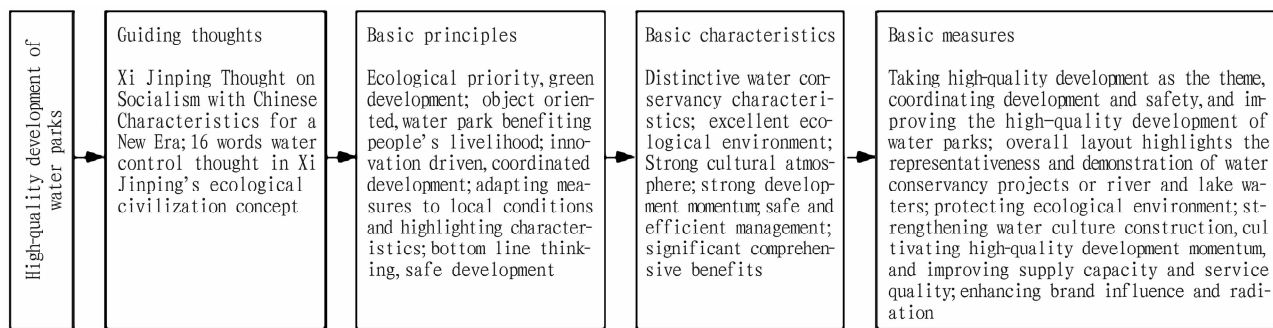 High-quality development of
water parks
Guiding thoughts
Xi Jinping Thought on
Socialism with Chinese
Characteristics for a
New Era; 16 words water
control thought in Xi
Jinping's ecological
civilization concept
Basic principles
Ecological priority, green
development; object orien-
ted, water park benefiting
people's livelihood; inno-
vation driven, coordinated
development; adapting mea-
sures to local conditions
and highlighting character-
istics; bottom line think-
ing, safe development
Basic characteristics
Distinctive water con-
servancy characteri-
stics; excellent eco-
logical environment;
Strong cultural atmo-
sphere; strong develop-
ment momentum; safe and
efficient management;
significant comprehen-
sive benefits
Basic measures
Taking high-quality development as the theme,
coordinating development and safety, and im-
proving the high-quality development of
water parks; overall layout highlights the
representativeness and demonstration of water
conservancy projects or river and lake wa-
ters; protecting ecological environment; st-
rengthening water culture construction, cul
tivating high-quality development momentum,
and improving supply capacity and service
quality; enhancing brand influence and radi-
ation